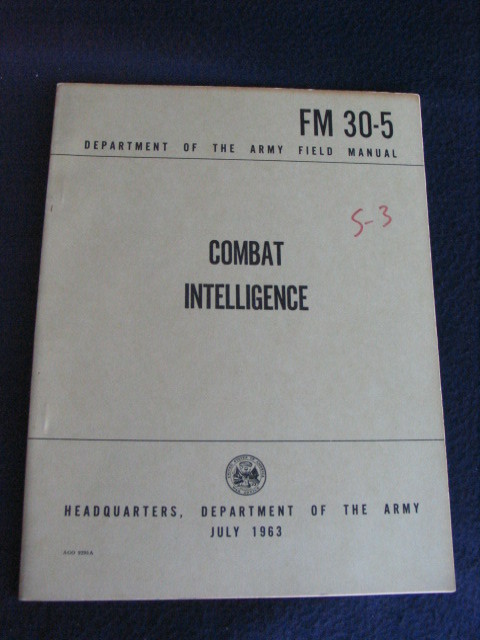 FM 30-5
DEPARTMENT OF THE ARMY FIELD MANUAL
S-3
COMBAT
INTELLIGENCE
HEADQUARTERS, DEPARTMENT OF THE ARMY
JULY 1963